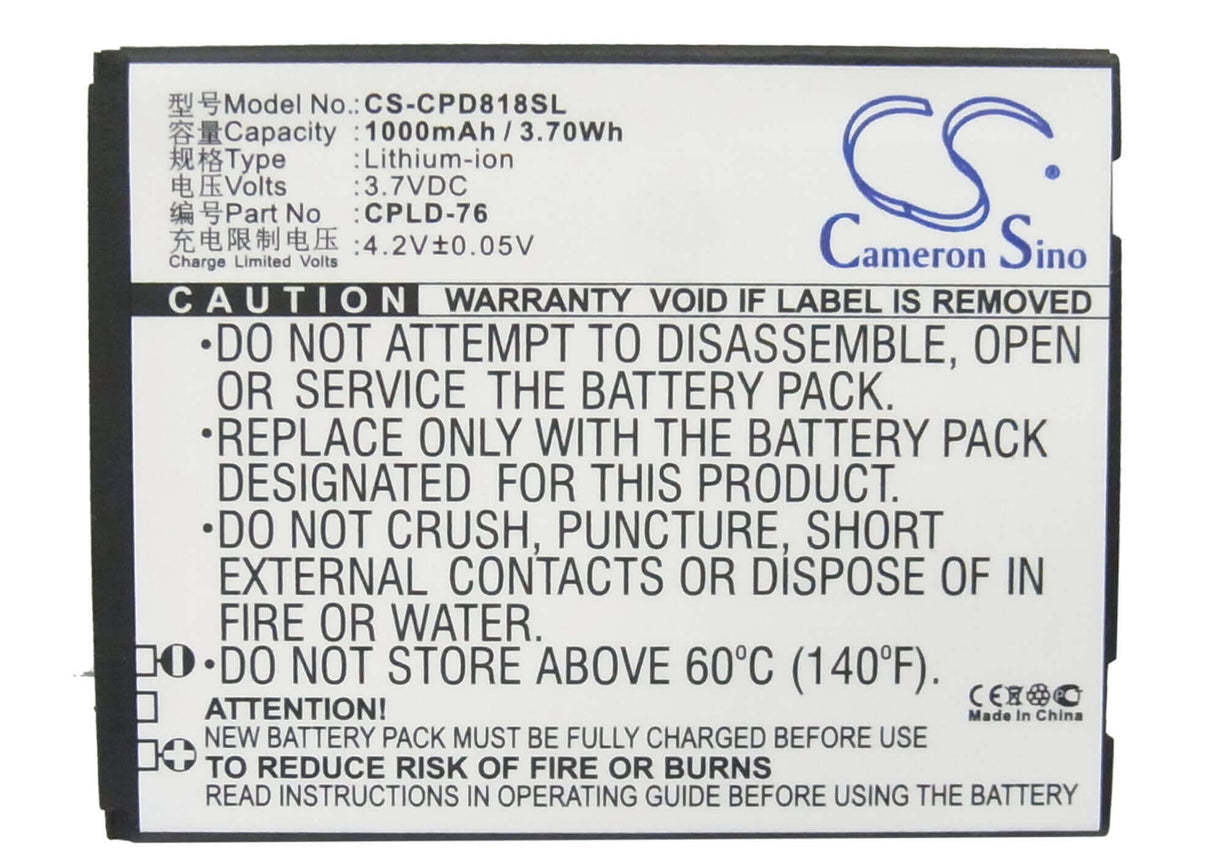 型号Model No.:CS-CPD818SL
容量Capacity :1000mAh / 3.70Wh
规格Type :Lithium-ion
电压Volts :3.7VDC
编号Part No :CPLD-76
充电限制电压 :4.2V±0.05V
Charge Limited Volts
CS
Cameron Sino
CAUTION WARRANTY VOID IF LABEL IS REMOVED
•DO NOT ATTEMPT TO DISASSEMBLE, OPEN
OR SERVICE THE BATTERY PACK.
•REPLACE ONLY WITH THE BATTERY PACK
DESIGNATED FOR THIS PRODUCT.
•DO NOT CRUSH, PUNCTURE, SHORT
EXTERNAL CONTACTS OR DISPOSE OF IN
FIRE OR WATER.
•DO NOT STORE ABOVE 60°C (140°F).
CE
Made In China
ATTENTION!
NEW BATTERY PACK MUST BE FULLY CHARGED BEFORE USE
TO REDUCE RISK OF FIRE OR BURNS
READ INSTRUCTIONS IN OPERATING GUIDE BEFORE USING THE BATTERY